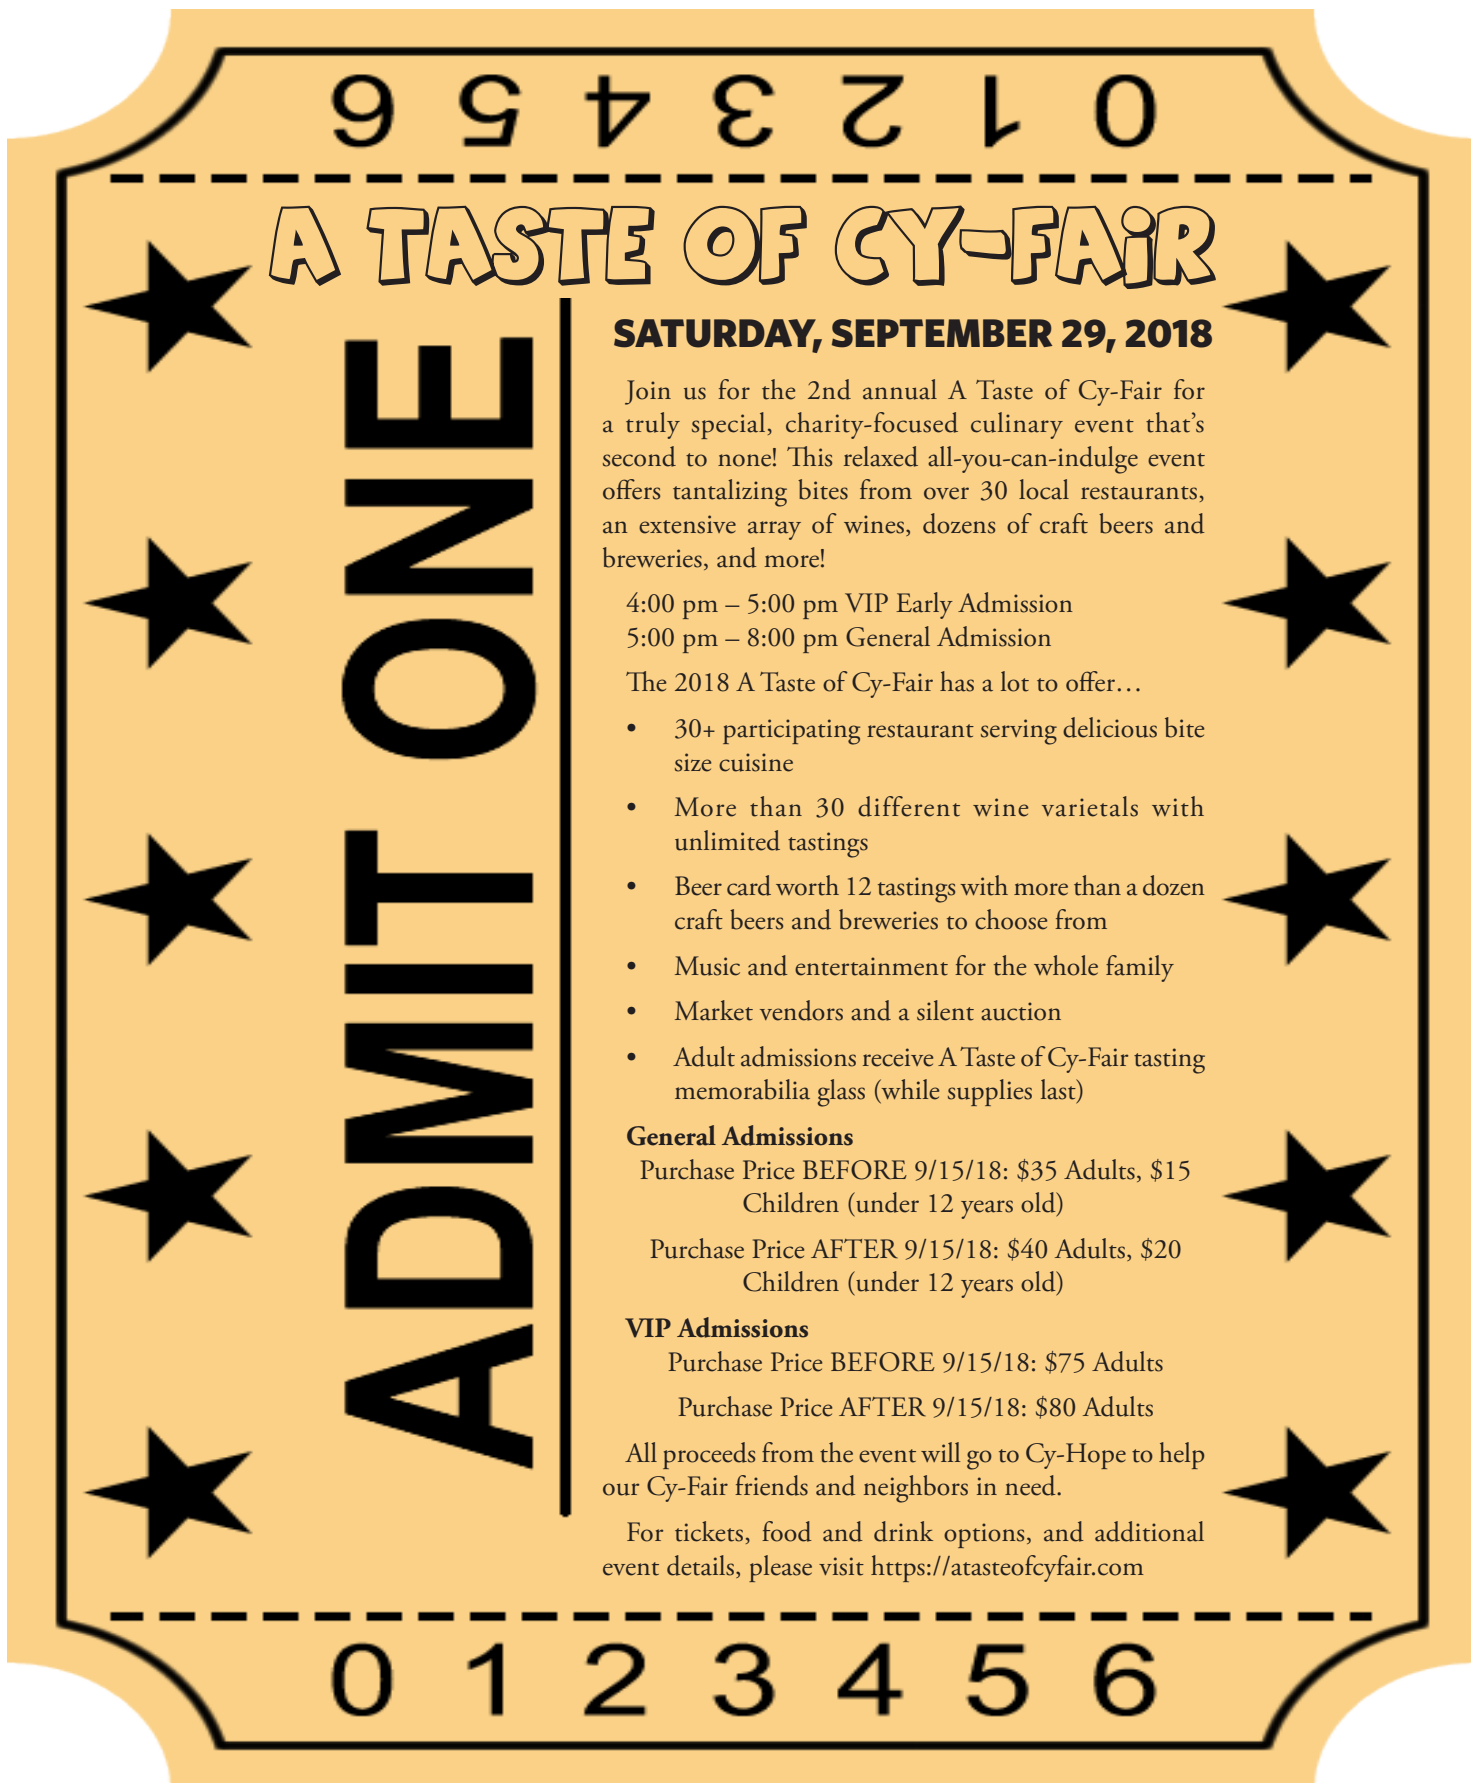 6 5 4 3 2 1 0
A TASTE OF CY-FAiR
ADMIT ONE
SATURDAY, SEPTEMBER 29, 2018
Join us for the 2nd annual A Taste of Cy-Fair for
a truly special, charity-focused culinary event that’s
second to none! This relaxed all-you-can-indulge event
offers tantalizing bites from over 30 local restaurants,
an extensive array of wines, dozens of craft beers and
breweries, and more!
4:00 pm – 5:00 pm VIP Early Admission
5:00 pm – 8:00 pm General Admission
The 2018 A Taste of Cy-Fair has a lot to offer…
• 30+ participating restaurant serving delicious bite
size cuisine
• More than 30 different wine varietals with
unlimited tastings
• Beer card worth 12 tastings with more than a dozen
craft beers and breweries to choose from
• Music and entertainment for the whole family
• Market vendors and a silent auction
• Adult admissions receive A Taste of Cy-Fair tasting
memorabilia glass (while supplies last)
General Admissions
Purchase Price BEFORE 9/15/18: $35 Adults, $15
Children (under 12 years old)
Purchase Price AFTER 9/15/18: $40 Adults, $20
Children (under 12 years old)
VIP Admissions
Purchase Price BEFORE 9/15/18: $75 Adults
Purchase Price AFTER 9/15/18: $80 Adults
All proceeds from the event will go to Cy-Hope to help
our Cy-Fair friends and neighbors in need.
For tickets, food and drink options, and additional
event details, please visit https://atasteofcyfair.com
0 1 2 3 4 5 6